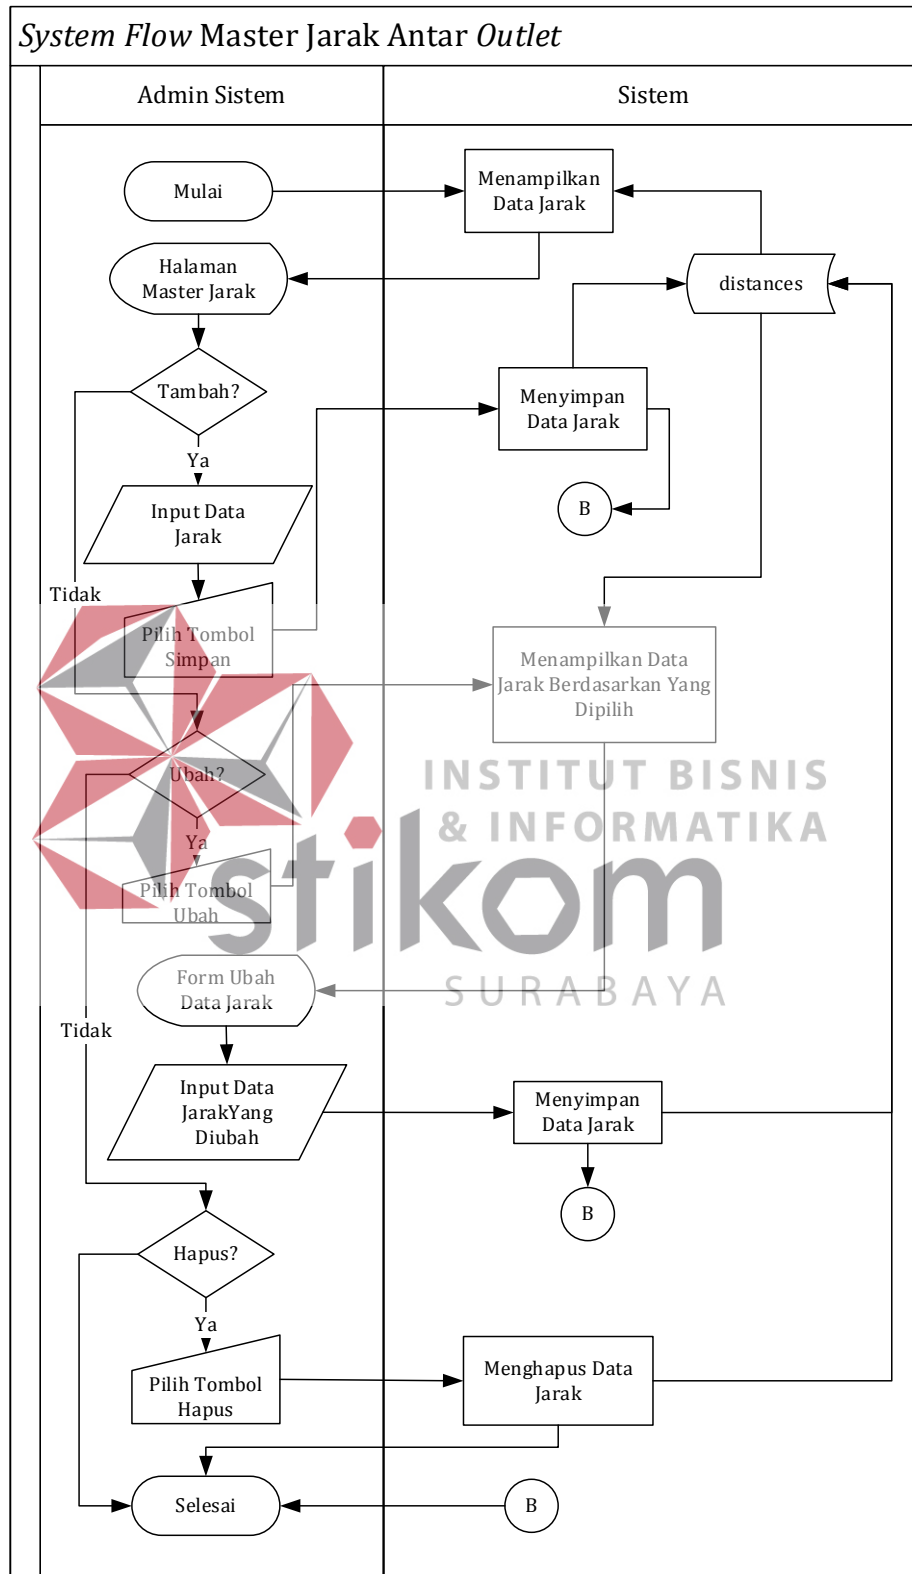 System Flow Master Jarak Antar Outlet
Admin Sistem
Sistem
Mulai
Menampilkan
Data Jarak
Halaman
Master Jarak
distances
Tambah?
Menyimpan
Data Jarak
Ya
B
Input Data
Jarak
Tidak
Pilih Tombol
Simpan
Menampilkan Data
Jarak Berdasarkan Yang
Dipilih
Ubah?
INSTITUT BISNIS
& INFORMATIKA
Ya
stikom
Pilih Tombol
Ubah
SURABAYA
Form Ubah
Data Jarak
Tidak
Input Data
JarakYang
Diubah
Menyimpan
Data Jarak
B
Hapus?
Ya
Pilih Tombol
Hapus
Menghapus Data
Jarak
Selesai
B